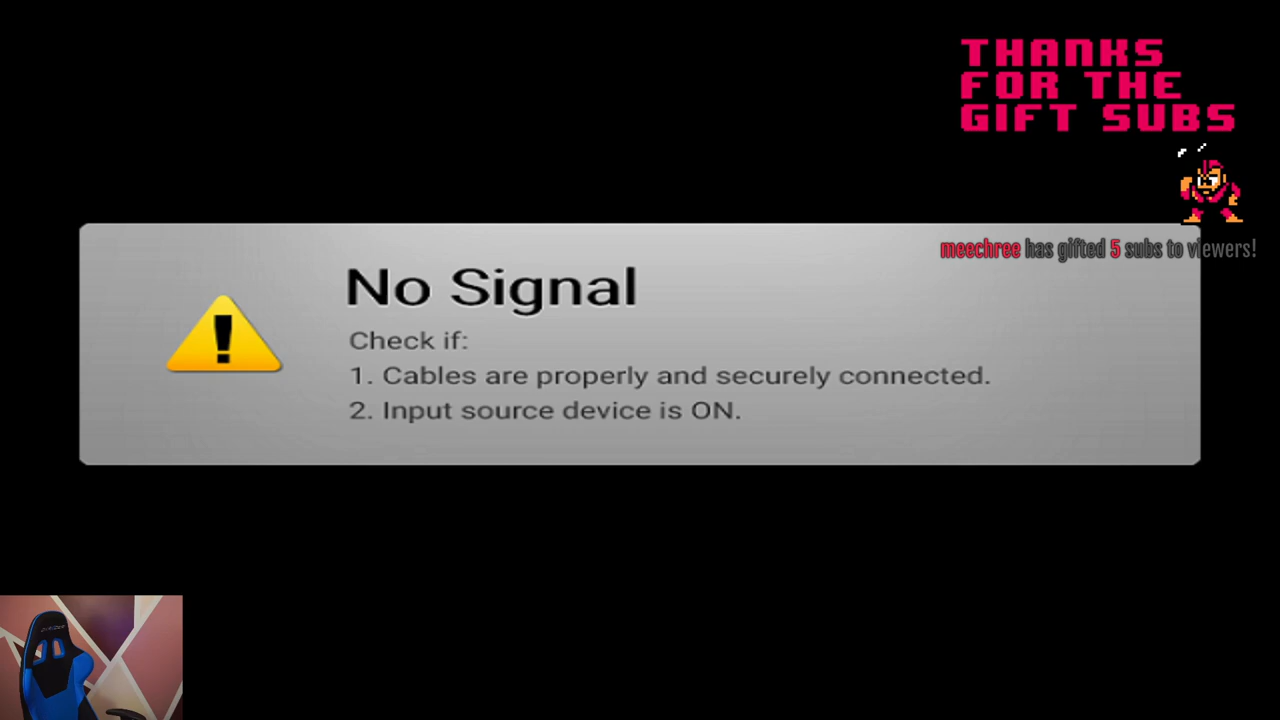 THANKS
FOR THE
GIFT SUBS
meechree has gifted 5 subs to viewers!
No Signal
Check if:
1. Cables are properly and securely connected.
2. Input source device is ON.